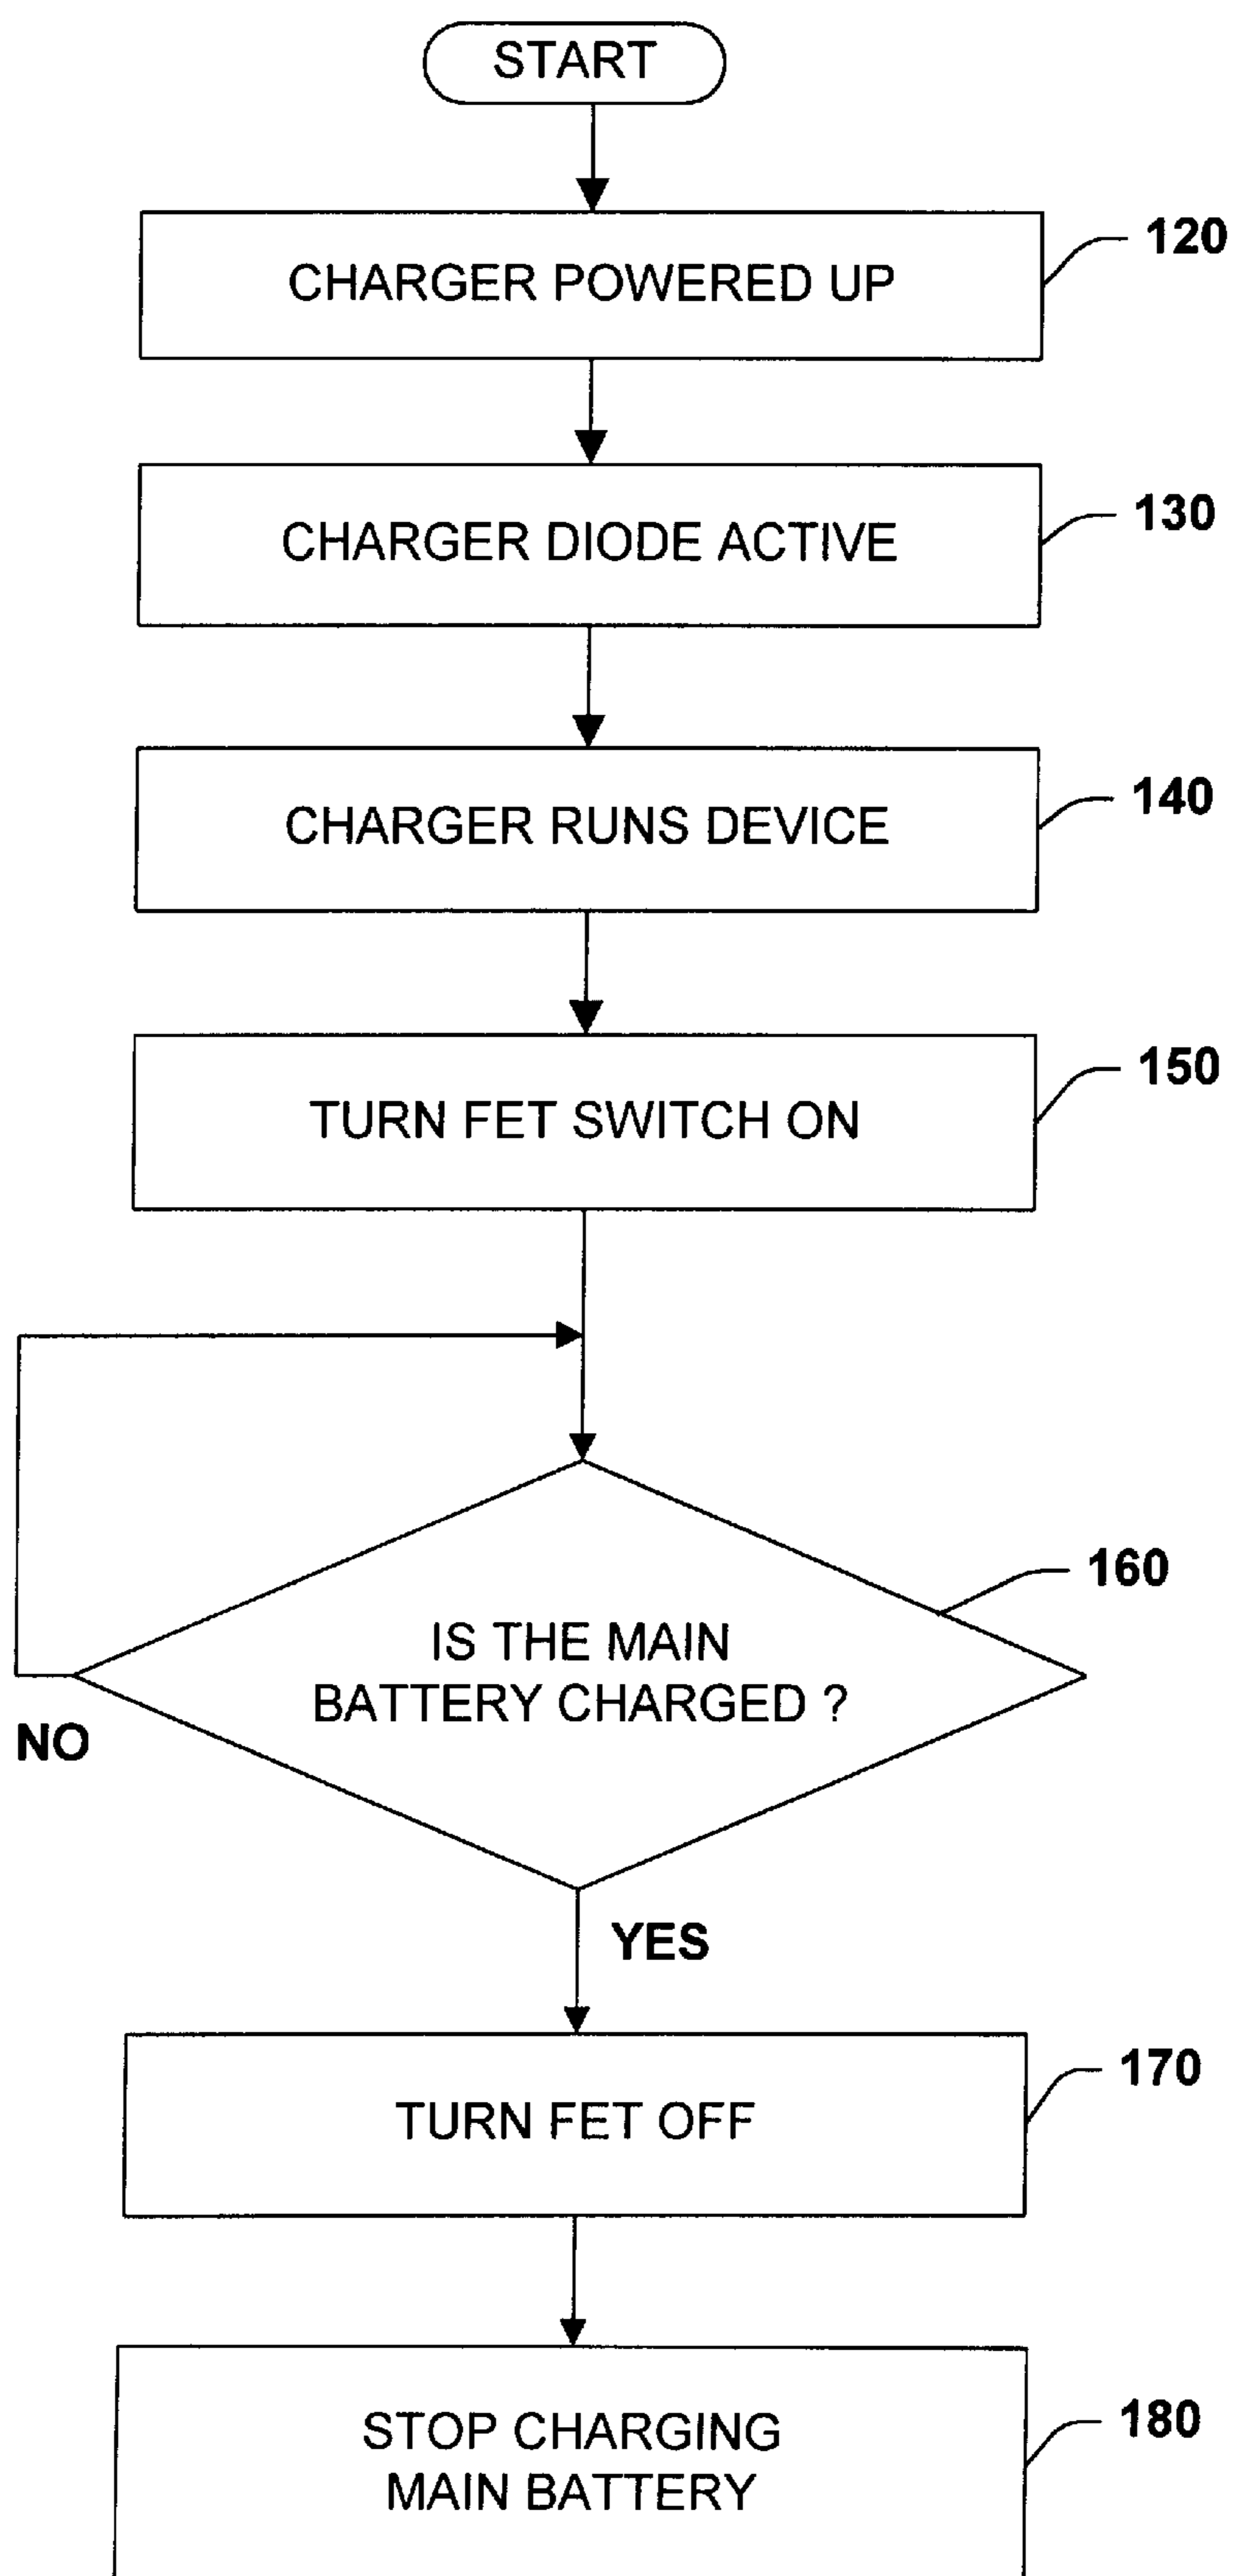 START
CHARGER POWERED UP
120
CHARGER DIODE ACTIVE
130
CHARGER RUNS DEVICE
140
TURN FET SWITCH ON
150
160
IS THE MAIN
BATTERY CHARGED ?
NO
YES
TURN FET OFF
170
STOP CHARGING
MAIN BATTERY
180